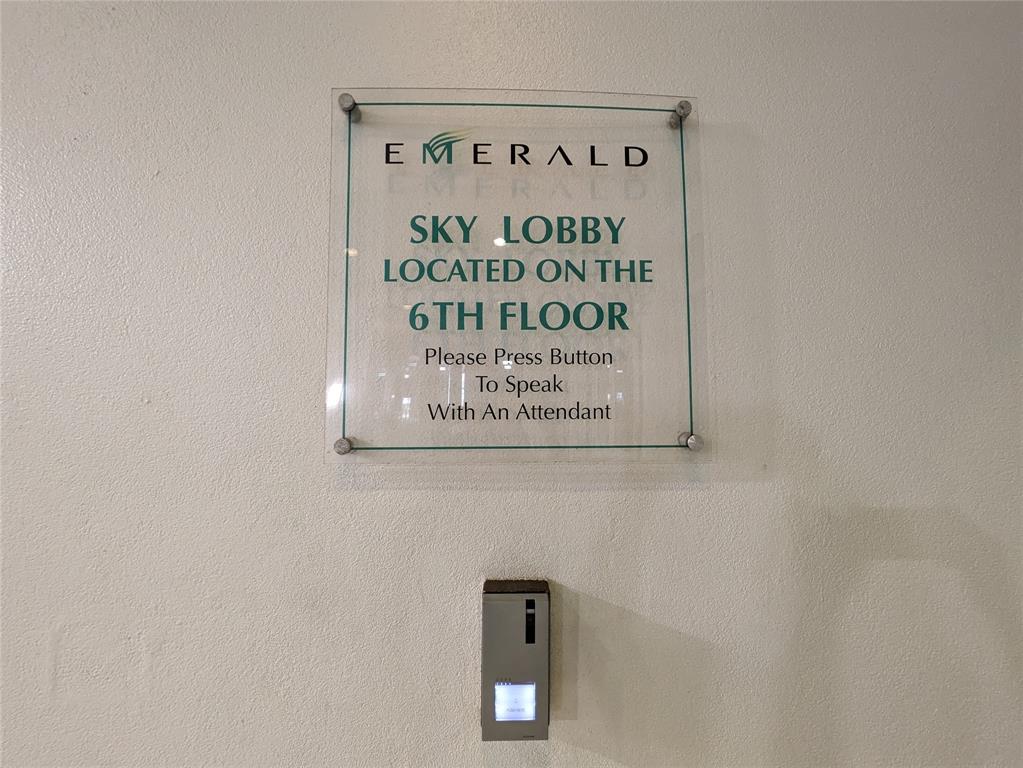 EMERALD
SKY LOBBY
LOCATED ON THE
6TH FLOOR
Please Press Button
To Speak
With An Attendant